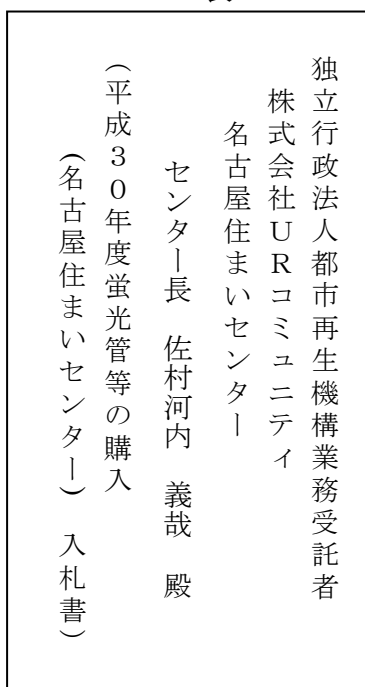 独立行政法人都市再生機構業務受託者
株式会社ＵＲコミュニティ
名古屋住まいセンター
センター長　佐村河内　義哉　殿
（平成３０年度蛍光管等の購入
（名古屋住まいセンター）　入札書）